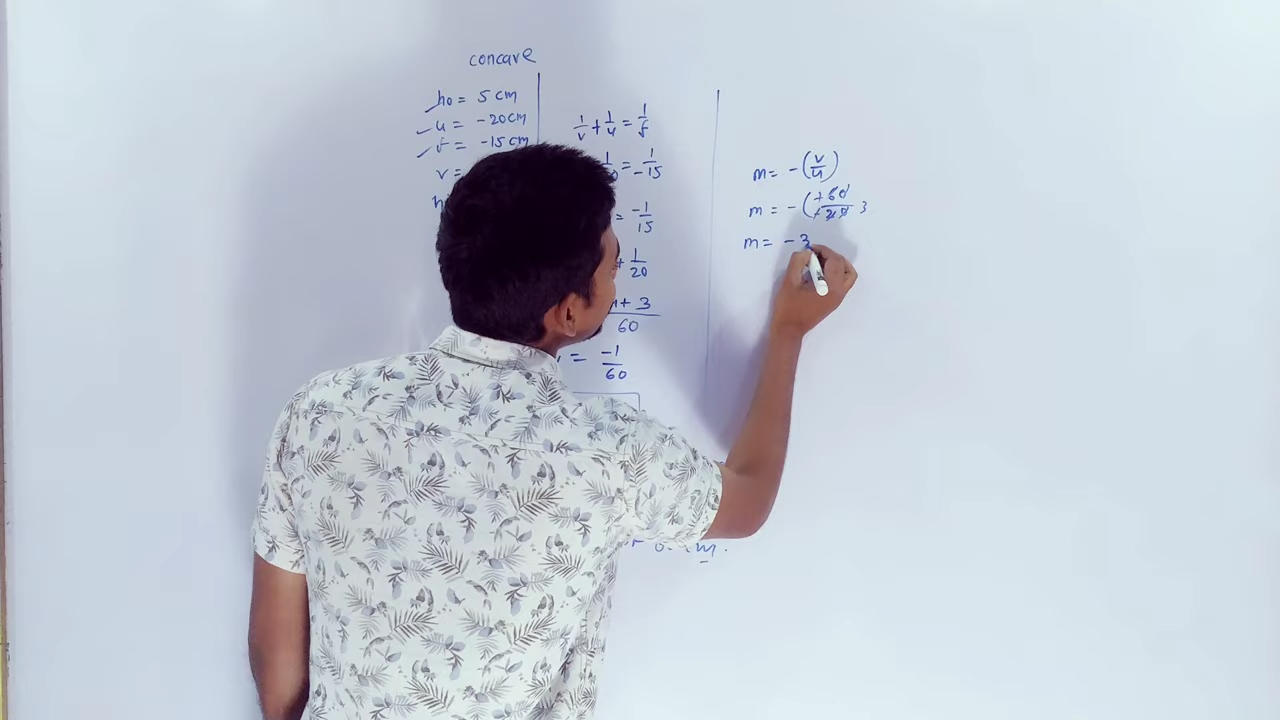 concave
ho = 5 cm
u = -20cm
f = -15 cm
v =
h
1/v + 1/u = 1/f
= 1/-15
= -1/15
+ 1/20
+ 3
60
= -1/60
m = -(v/u)
m = -(+60/+20) 3
m = -3